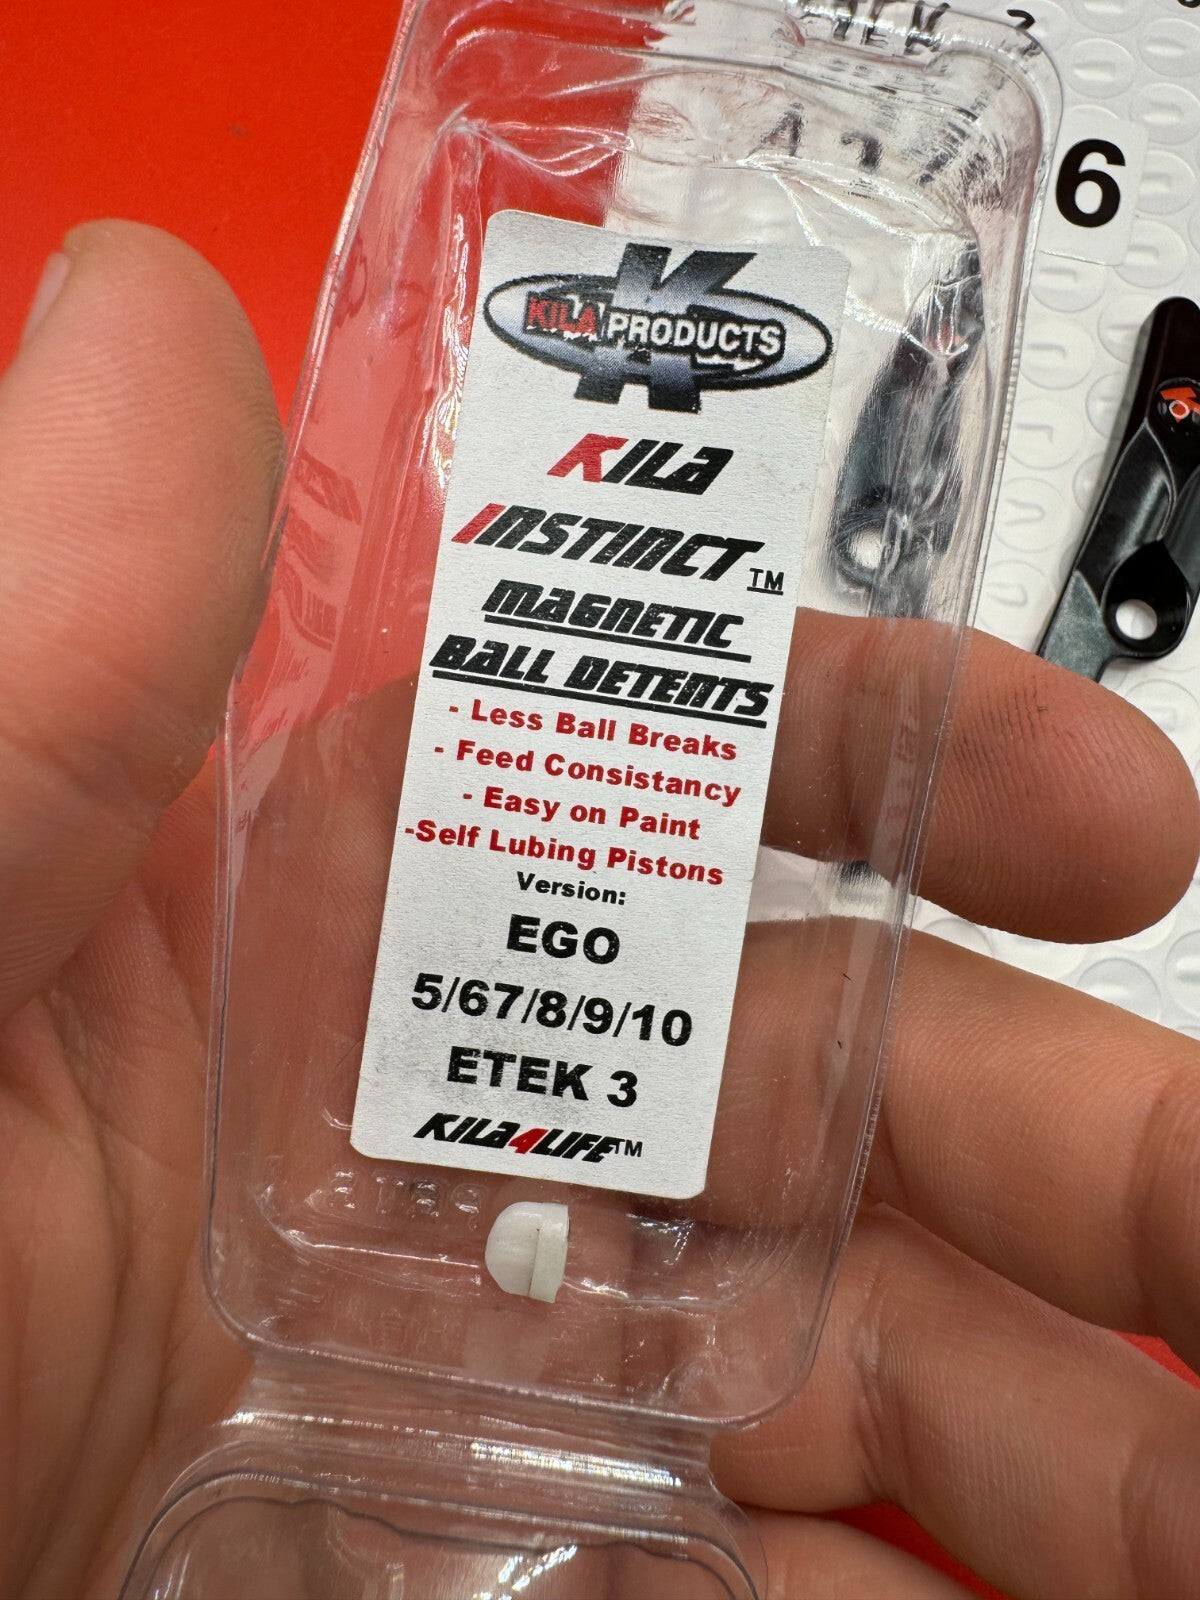 6
KILA PRODUCTS
KILA
INSTINCT™
MAGNETIC
BALL DETENTS
- Less Ball Breaks
- Feed Consistancy
- Easy on Paint
-Self Lubing Pistons
Version:
EGO
5/67/8/9/10
ETEK 3
KILA4LIFE™